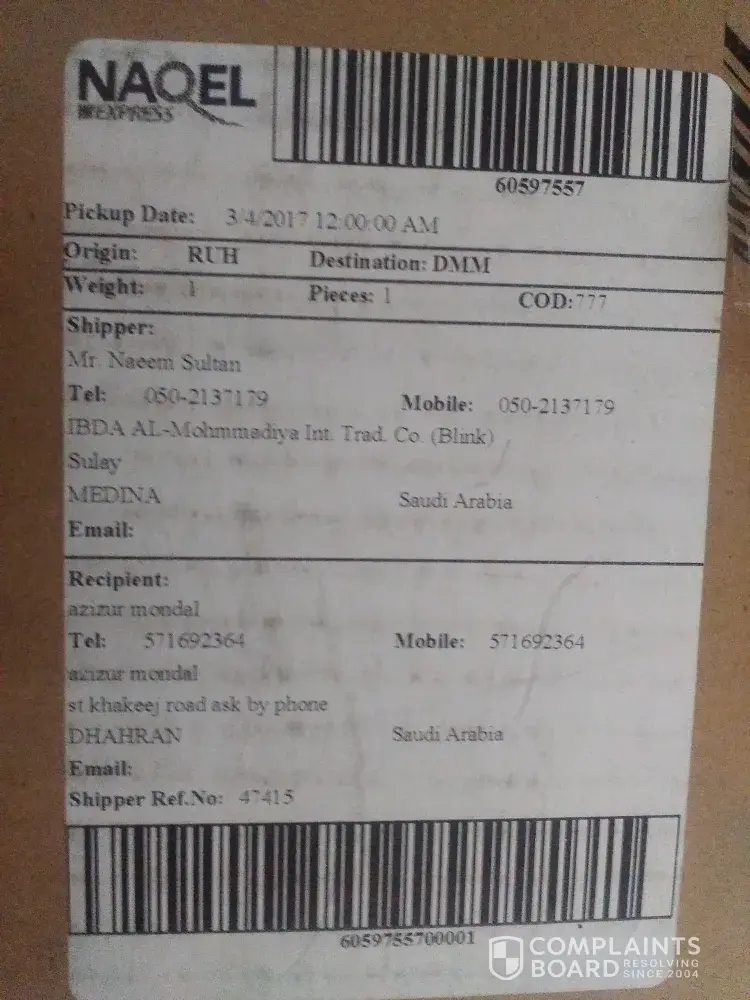 NAQEL
EXPRESS
60597557
Pickup Date: 3/4/2017 12:00:00 AM
Origin: RUH Destination: DMM
Weight: 1 Pieces: 1 COD:777
Shipper:
Mr. Naeem Sultan
Tel: 050-2137179 Mobile: 050-2137179
IBDA AL-Mohmmadiya Int. Trad. Co. (Blink)
Sulay
MEDINA Saudi Arabia
Email:
Recipient:
azizur mondal
Tel: 571692364 Mobile: 571692364
azizur mondal
st khakeej road ask by phone
DHAHRAN Saudi Arabia
Email:
Shipper Ref.No: 47415
6059755700001
COMPLAINTS
BOARD RESOLVING
SINCE 2004